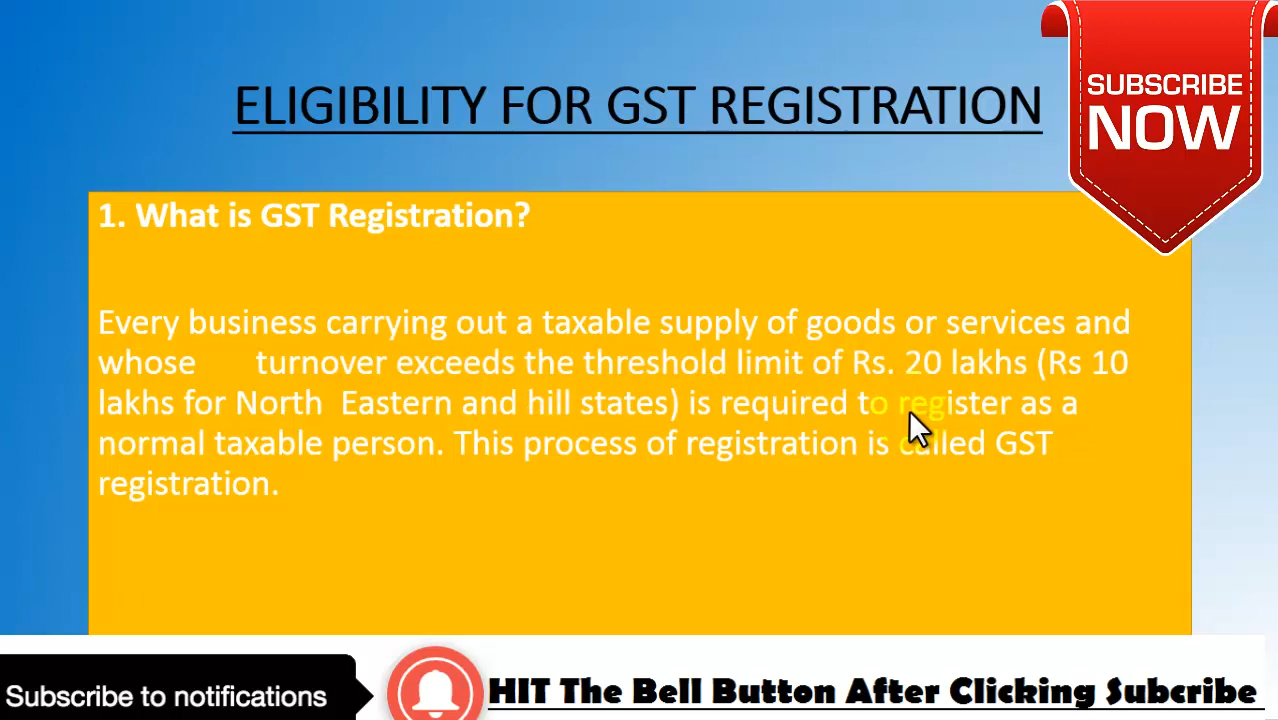 SUBSCRIBE
NOW
ELIGIBILITY FOR GST REGISTRATION
1. What is GST Registration?
Every business carrying out a taxable supply of goods or services and
whose turnover exceeds the threshold limit of Rs. 20 lakhs (Rs 10
lakhs for North Eastern and hill states) is required to register as a
normal taxable person. This process of registration is called GST
registration.
Subscribe to notifications
HIT The Bell Button After Clicking Subcribe